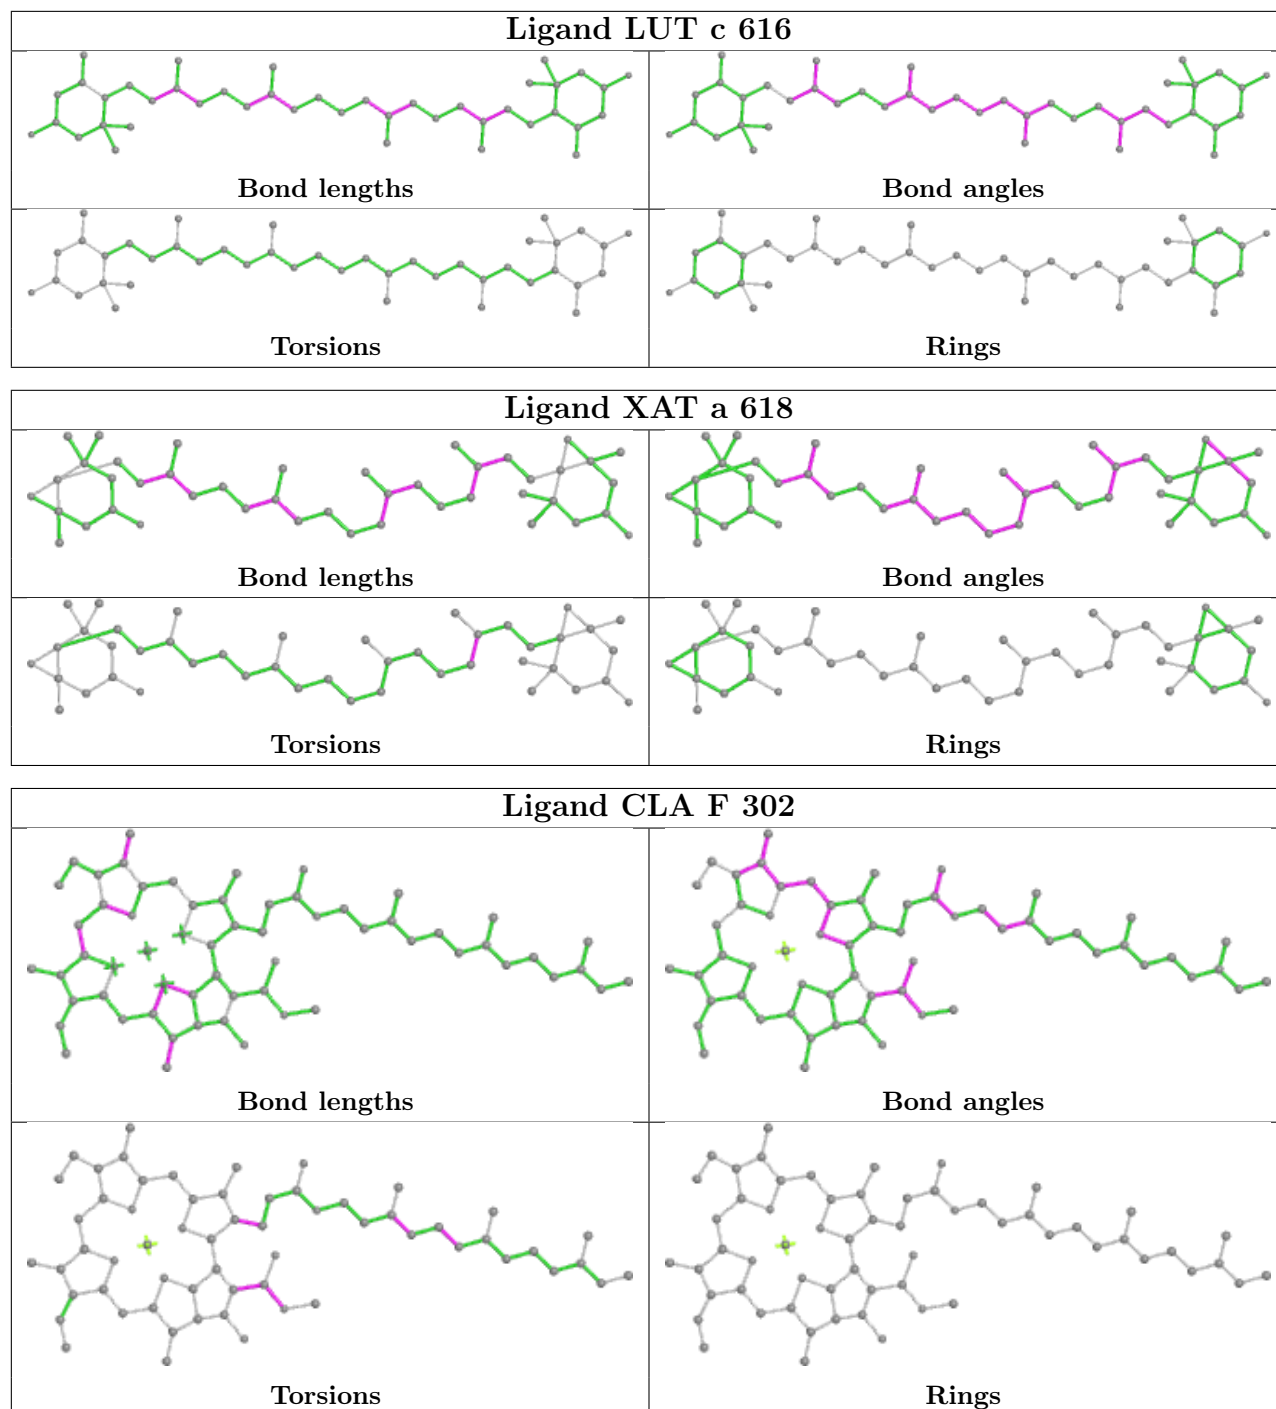 Ligand LUT c 616
Bond lengths
Bond angles
Torsions
Rings
Ligand XAT a 618
Bond lengths
Bond angles
Torsions
Rings
Ligand CLA F 302
Bond lengths
Bond angles
Torsions
Rings